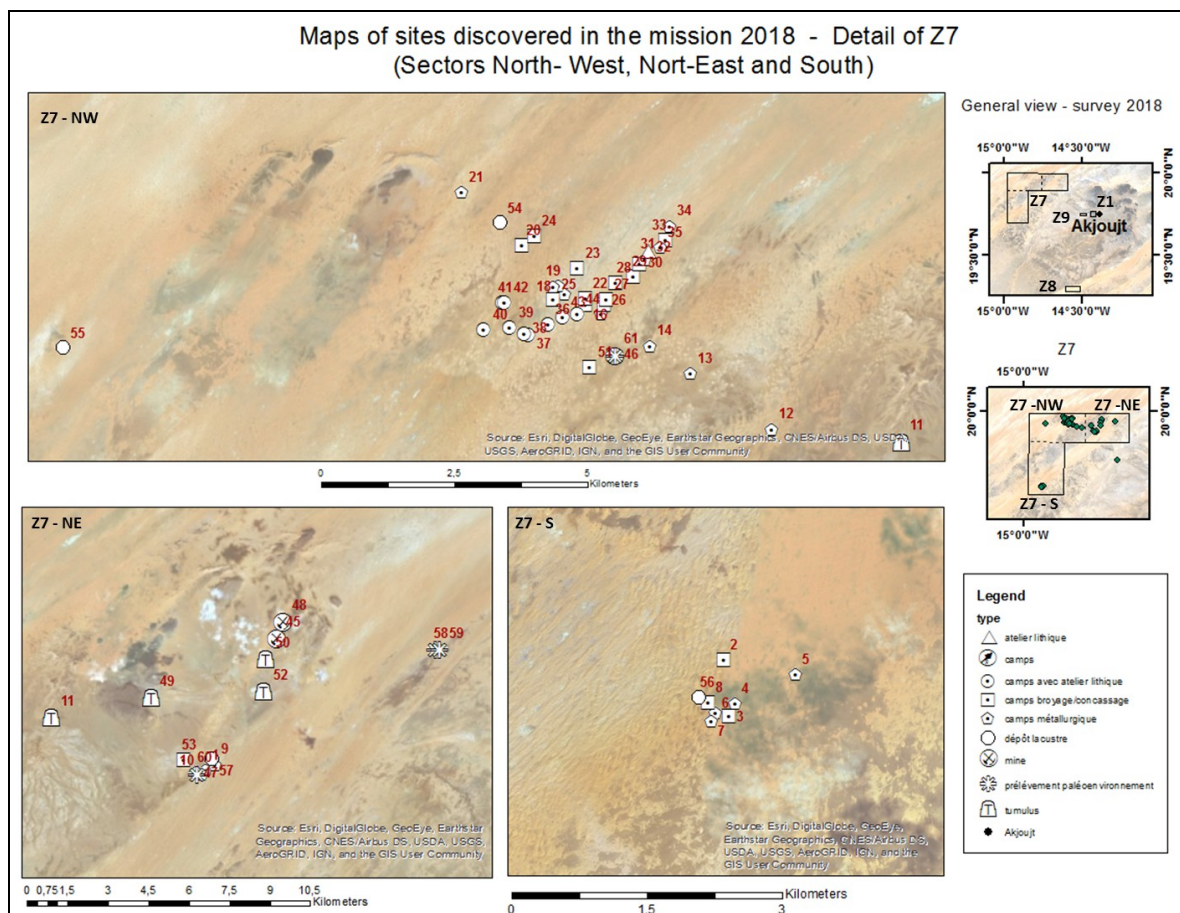 Maps of sites discovered in the mission 2018 - Detail of Z7
(Sectors North- West, Nort-East and South)
Z7 - NW
21
54
24
20
23
19
18
25
41 42
40
39
38
37
36
43
44
22
16
26
27
28
29
30
31
32
33
34
35
55
51
61
46
14
13
12
11
Source: Esri, DigitalGlobe, GeoEye, Earthstar Geographics, CNES/Airbus DS, USDA,
USGS, AeroGRID, IGN, and the GIS User Community
0 2,5 5
Kilometers
General view - survey 2018
15°0'0"W 14°30'0"W
20°0'0"N
19°30'0"N
Z7
Z9
Z1
Akjoujt
Z8
Z7
15°0'0"W
20°0'0"N
20°0'0"N
Z7 -NW
Z7 -NE
Z7 - S
15°0'0"W
Z7 - NE
48
45
50
52
49
11
58 59
53
10
60
1
9
47
57
Source: Esri, DigitalGlobe, GeoEye, Earthstar
Geographics, CNES/Airbus DS, USDA, USGS,
AeroGRID, IGN, and the GIS User Community
0 0,75 1,5 3 4,5 6 7,5 9 10,5
Kilometers
Z7 - S
2
5
56
8
6
4
3
7
Source: Esri, DigitalGlobe, GeoEye,
Earthstar Geographics, CNES/Airbus DS,
USDA, USGS, AeroGRID, IGN, and the
GIS User Community
0 1,5 3
Kilometers
Legend
type
atelier lithique
camps
camps avec atelier lithique
camps broyage/concassage
camps métallurgique
dépôt lacustre
mine
prélévement paléoenvironnement
tumulus
Akjoujt